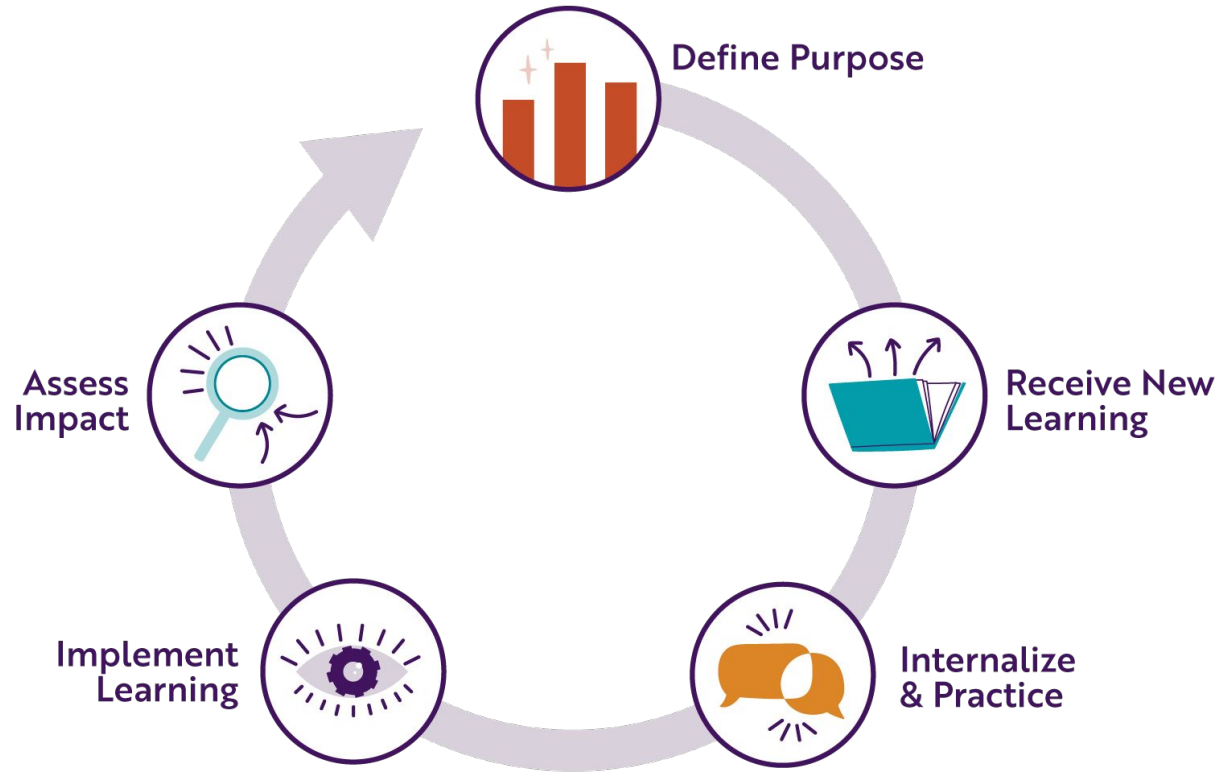 Define Purpose
Receive New
Learning
Internalize
& Practice
Implement
Learning
Assess
Impact